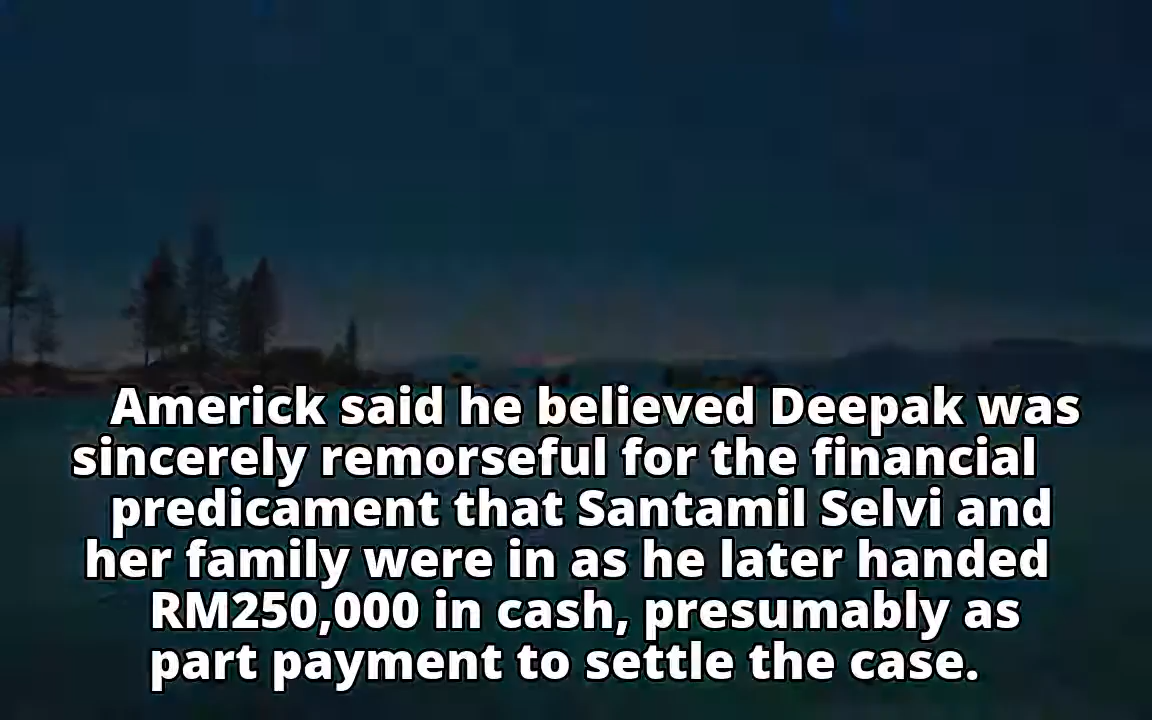 Americk said he believed Deepak was
sincerely remorseful for the financial
predicament that Santamil Selvi and
her family were in as he later handed
RM250,000 in cash, presumably as
part payment to settle the case.